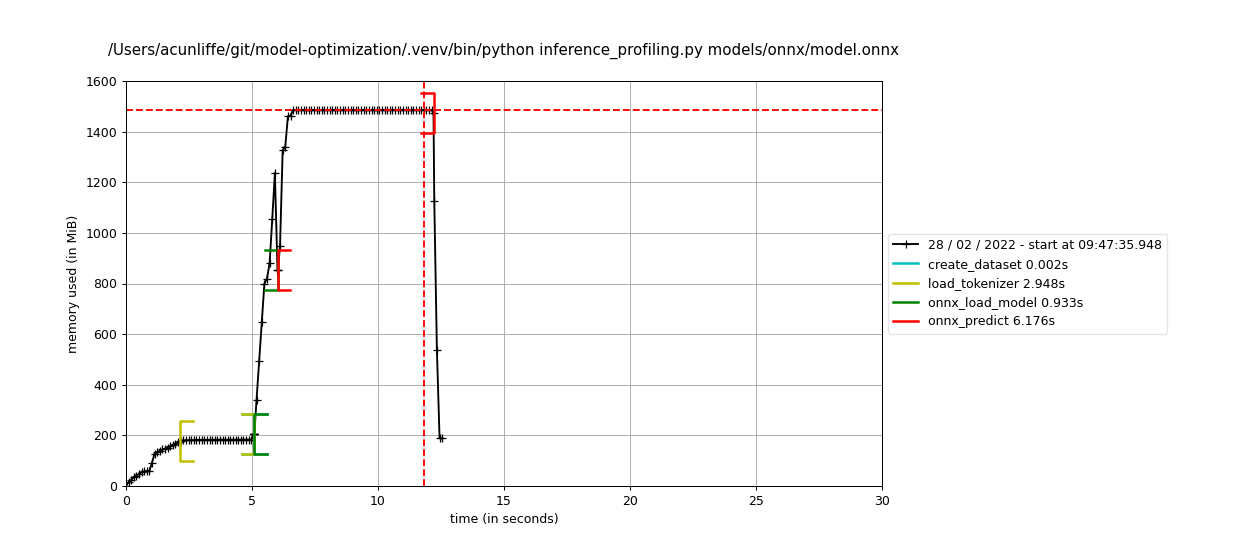 /Users/acunliffe/git/model-optimization/.venv/bin/python inference_profiling.py models/onnx/model.onnx
1600
1400
1200
1000
800
600
400
200
0
memory used (in MiB)
0 5 10 15 20 25 30
time (in seconds)
28 / 02 / 2022 - start at 09:47:35.948
create_dataset 0.002s
load_tokenizer 2.948s
onnx_load_model 0.933s
onnx_predict 6.176s